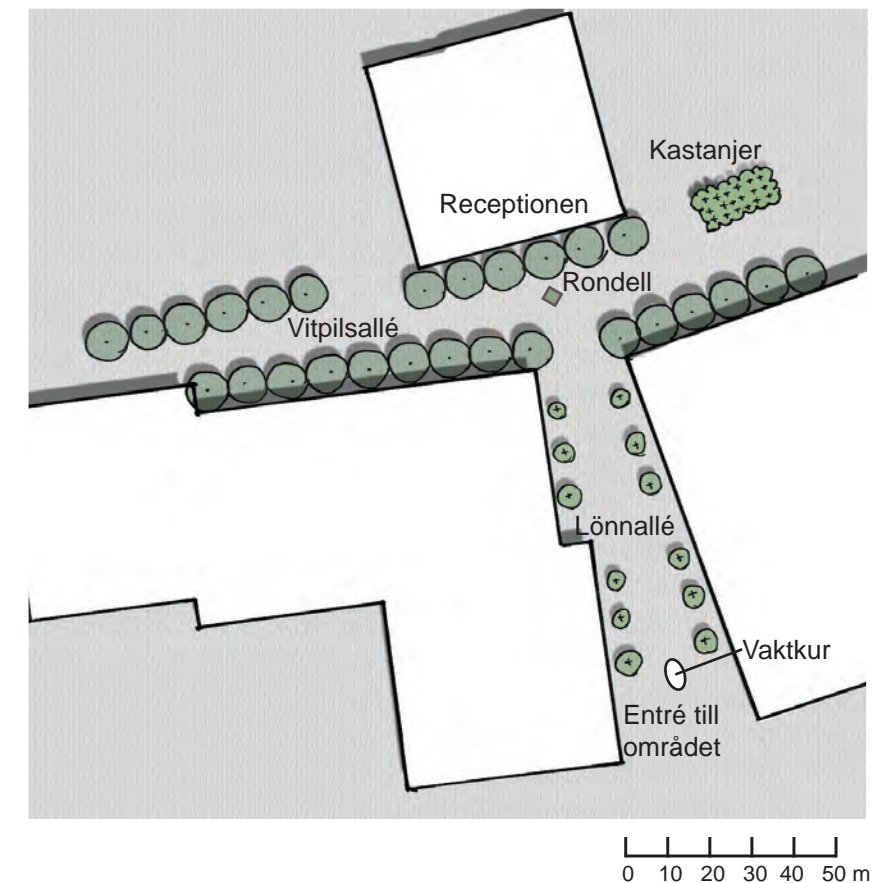 Kastanjer
Receptionen
Rondell
Vitpilsallé
Lönnallé
Vaktkur
Entré till
området
0 10 20 30 40 50 m